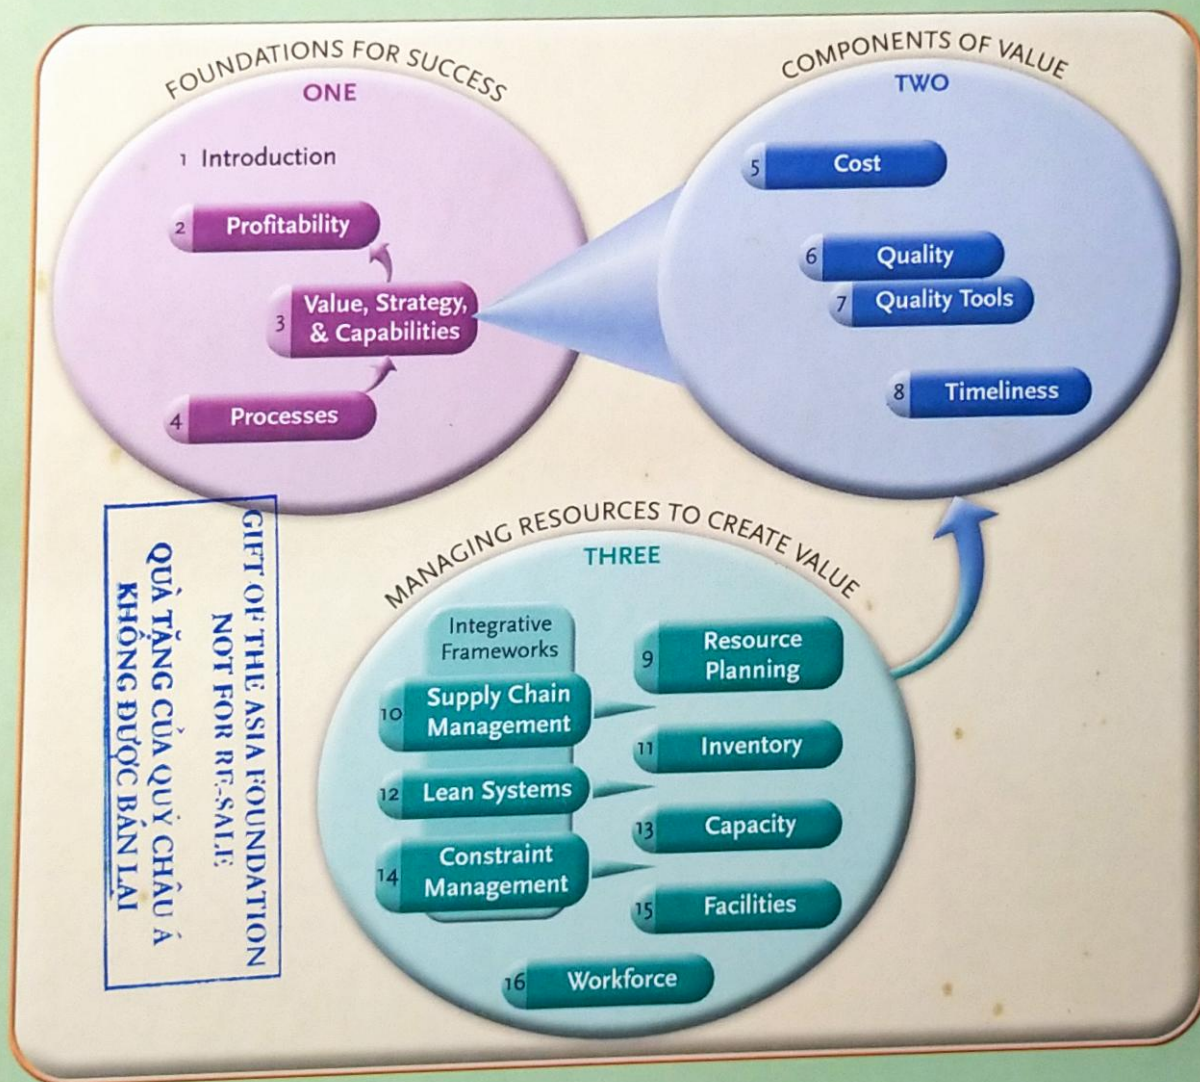 FOUNDATIONS FOR SUCCESS
ONE
1 Introduction
2 Profitability
3 Value, Strategy,
& Capabilities
4 Processes
COMPONENTS OF VALUE
TWO
5 Cost
6 Quality
7 Quality Tools
8 Timeliness
MANAGING RESOURCES TO CREATE VALUE
THREE
Integrative
Frameworks
9 Resource
Planning
10 Supply Chain
Management
11 Inventory
12 Lean Systems
13 Capacity
14 Constraint
Management
15 Facilities
16 Workforce
GIFT OF THE ASIA FOUNDATION
NOT FOR RE-SALE
QUÀ TẶNG CỦA QUỸ CHÂU Á
KHÔNG ĐƯỢC BÁN LẠI